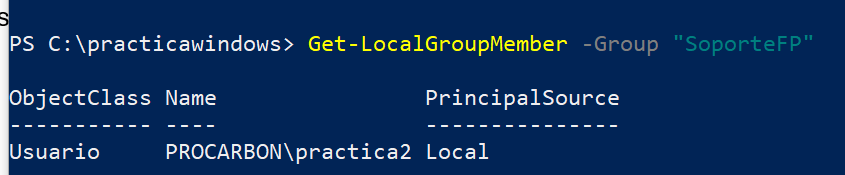 s
PS C:\practicawindows> Get-LocalGroupMember -Group "SoporteFP"
ObjectClass Name PrincipalSource
----------- ---- ---------------
Usuario PROCARBON\practica2 Local